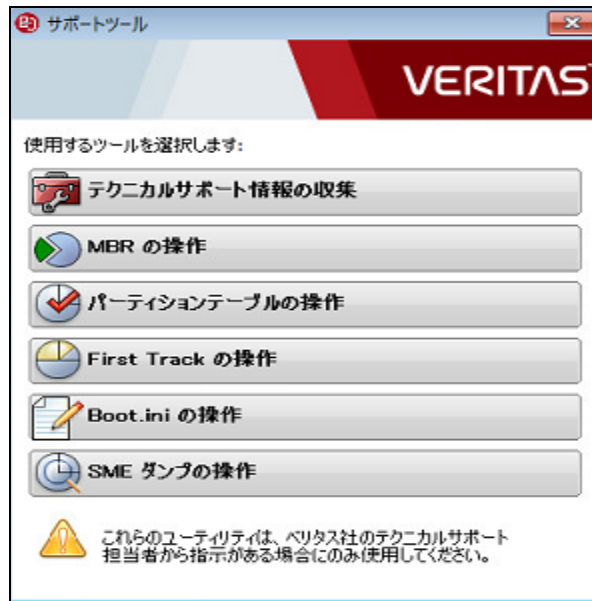 サポートツール
VERITAS
使用するツールを選択します:
テクニカルサポート情報の収集
MBR の操作
パーティションテーブルの操作
First Track の操作
Boot.ini の操作
SME ダンプの操作
これらのユーティリティは、ベリタス社のテクニカルサポート
担当者から指示がある場合にのみ使用してください。